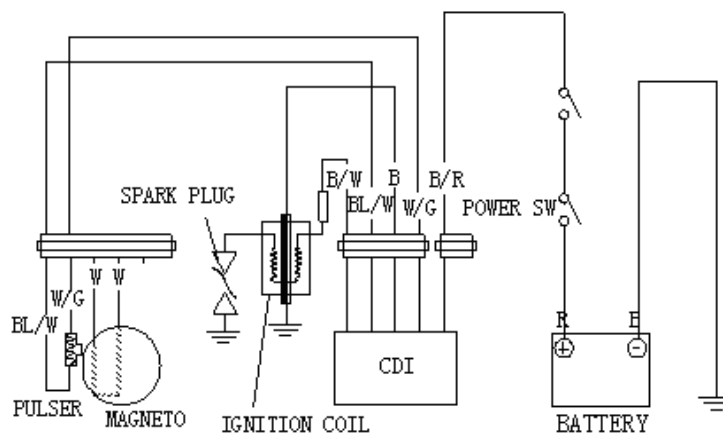 B/W
B
B/R
BL/W
W/G
SPARK PLUG
POWER SW
W W
W/G
BL/W
R
CDI
+
-
PULSER
MAGNETO
IGNITION COIL
BATTERY